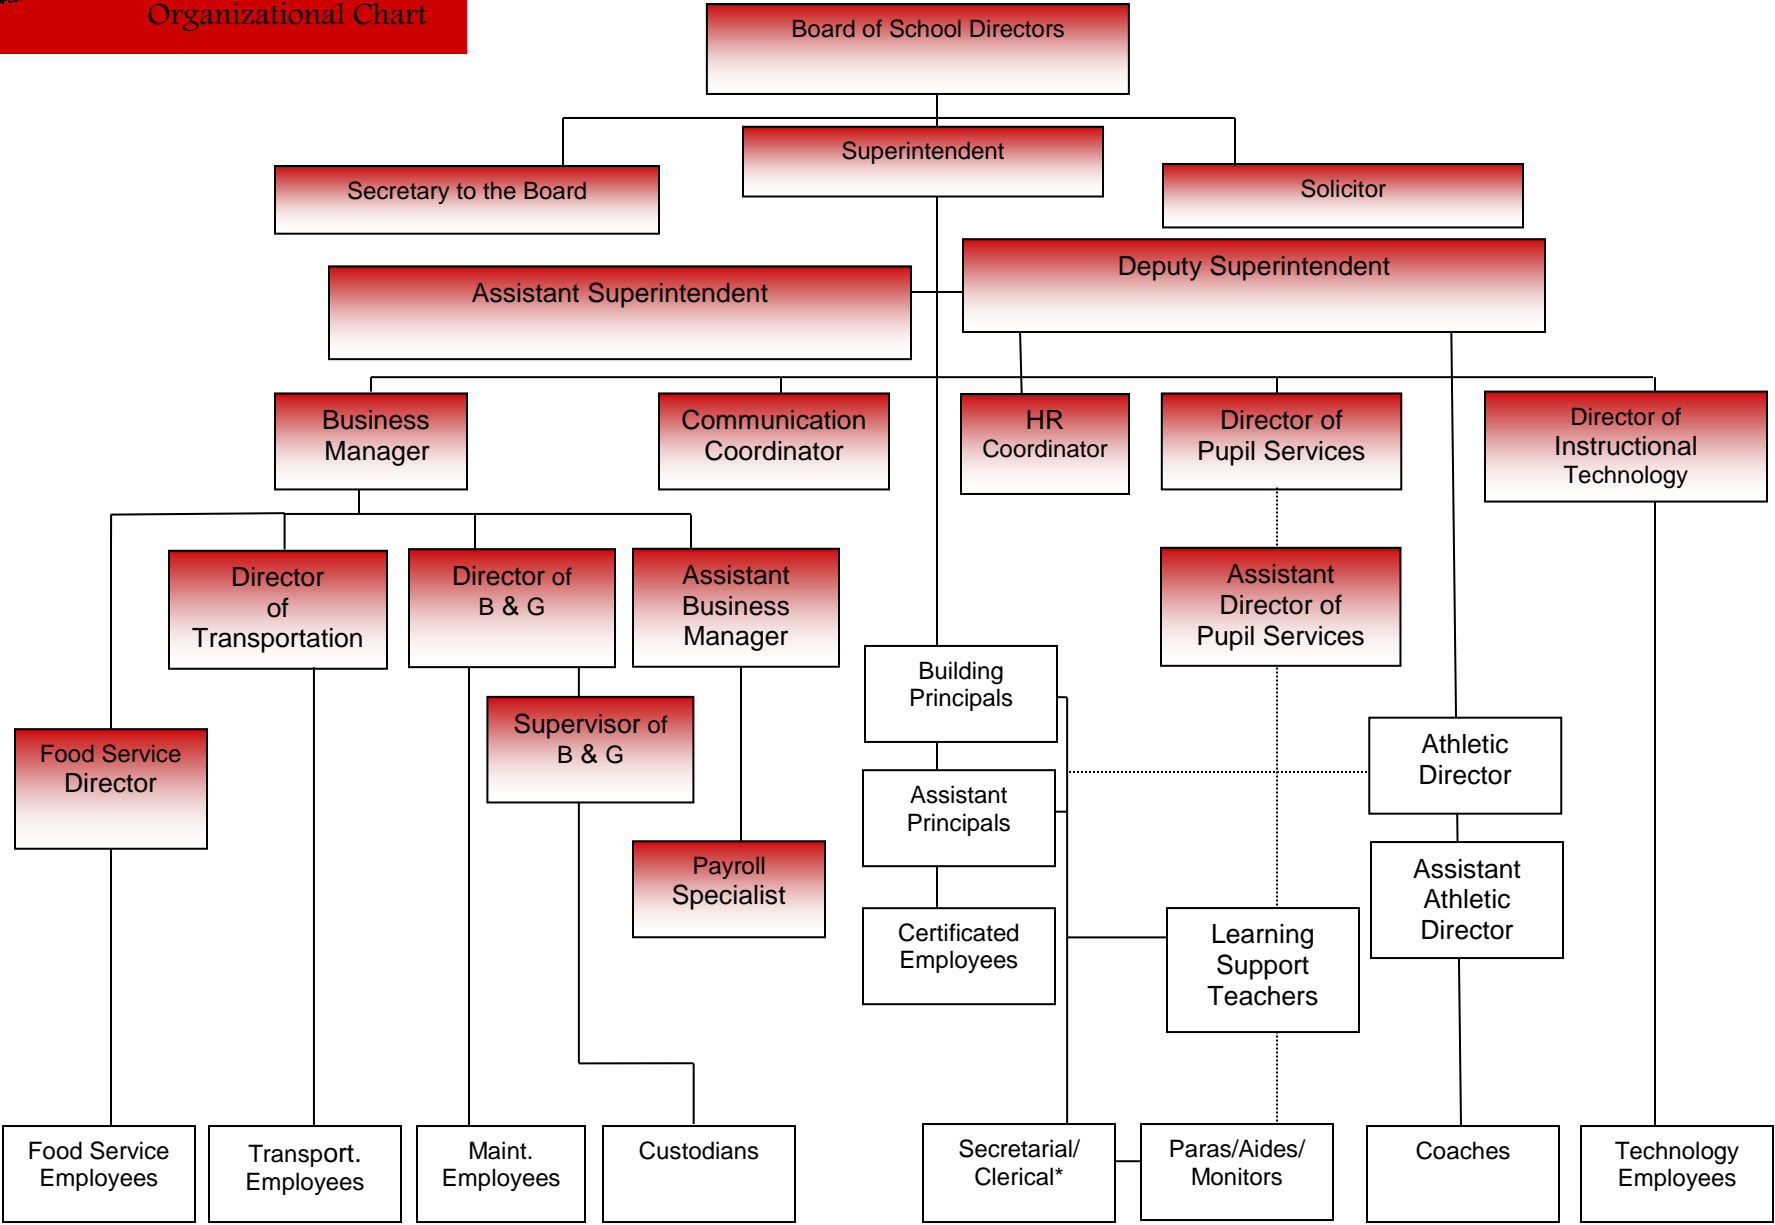 Organizational Chart
Board of School Directors
Superintendent
Secretary to the Board
Solicitor
Deputy Superintendent
Assistant Superintendent
Business
Manager
Communication
Coordinator
HR
Coordinator
Director of
Pupil Services
Director of
Instructional
Technology
Director
of
Transportation
Director of
B & G
Assistant
Business
Manager
Assistant
Director of
Pupil Services
Building
Principals
Supervisor of
B & G
Food Service
Director
Athletic
Director
Assistant
Principals
Payroll
Specialist
Assistant
Athletic
Director
Certificated
Employees
Learning
Support
Teachers
Food Service
Employees
Transport.
Employees
Maint.
Employees
Custodians
Secretarial/
Clerical*
Paras/Aides/
Monitors
Coaches
Technology
Employees